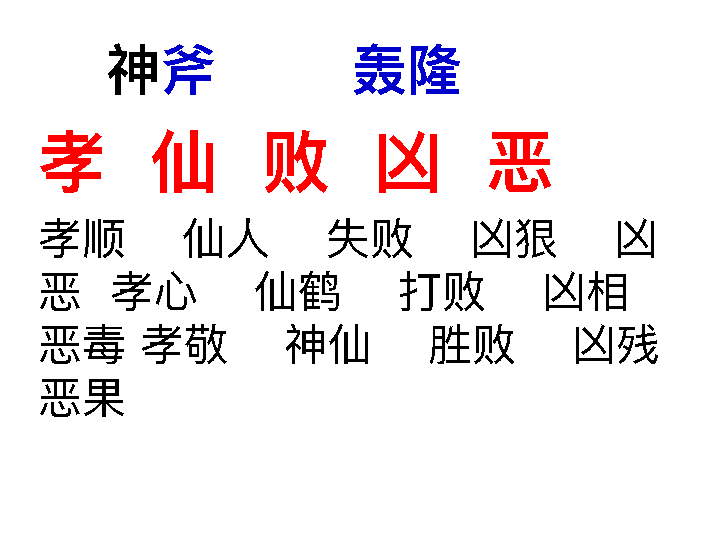 神斧 轰隆
孝 仙 败 凶 恶
孝顺 仙人 失败 凶狠 凶
恶 孝心 仙鹤 打败 凶相
恶毒 孝敬 神仙 胜败 凶残
恶果